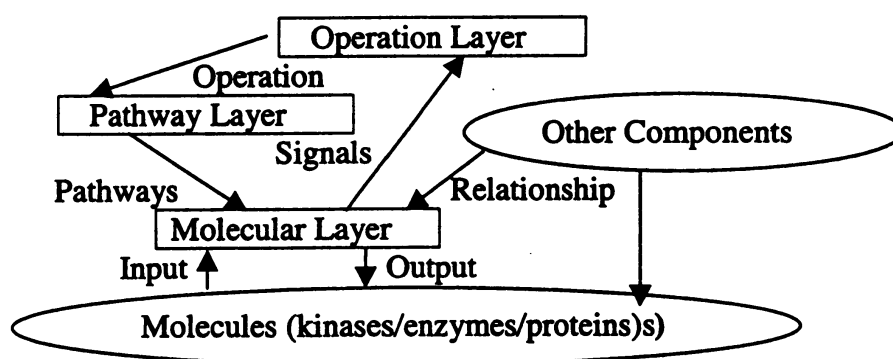 Operation Layer
Operation
Pathway Layer
Other Components
Signals
Pathways
Relationship
Molecular Layer
Input
Output
Molecules (kinases/enzymes/proteins)s)